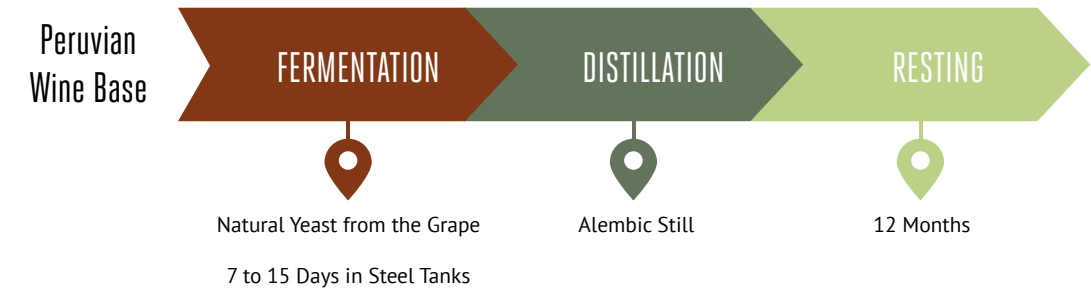 Peruvian
Wine Base
FERMENTATION
DISTILLATION
RESTING
Natural Yeast from the Grape
7 to 15 Days in Steel Tanks
Alembic Still
12 Months